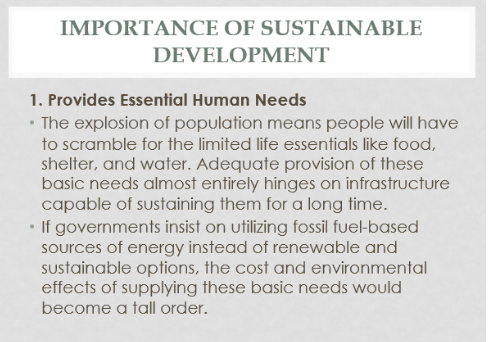 IMPORTANCE OF SUSTAINABLE
DEVELOPMENT
1. Provides Essential Human Needs
• The explosion of population means people will have
to scramble for the limited life essentials like food,
shelter, and water. Adequate provision of these
basic needs almost entirely hinges on infrastructure
capable of sustaining them for a long time.
• If governments insist on utilizing fossil fuel-based
sources of energy instead of renewable and
sustainable options, the cost and environmental
effects of supplying these basic needs would
become a tall order.